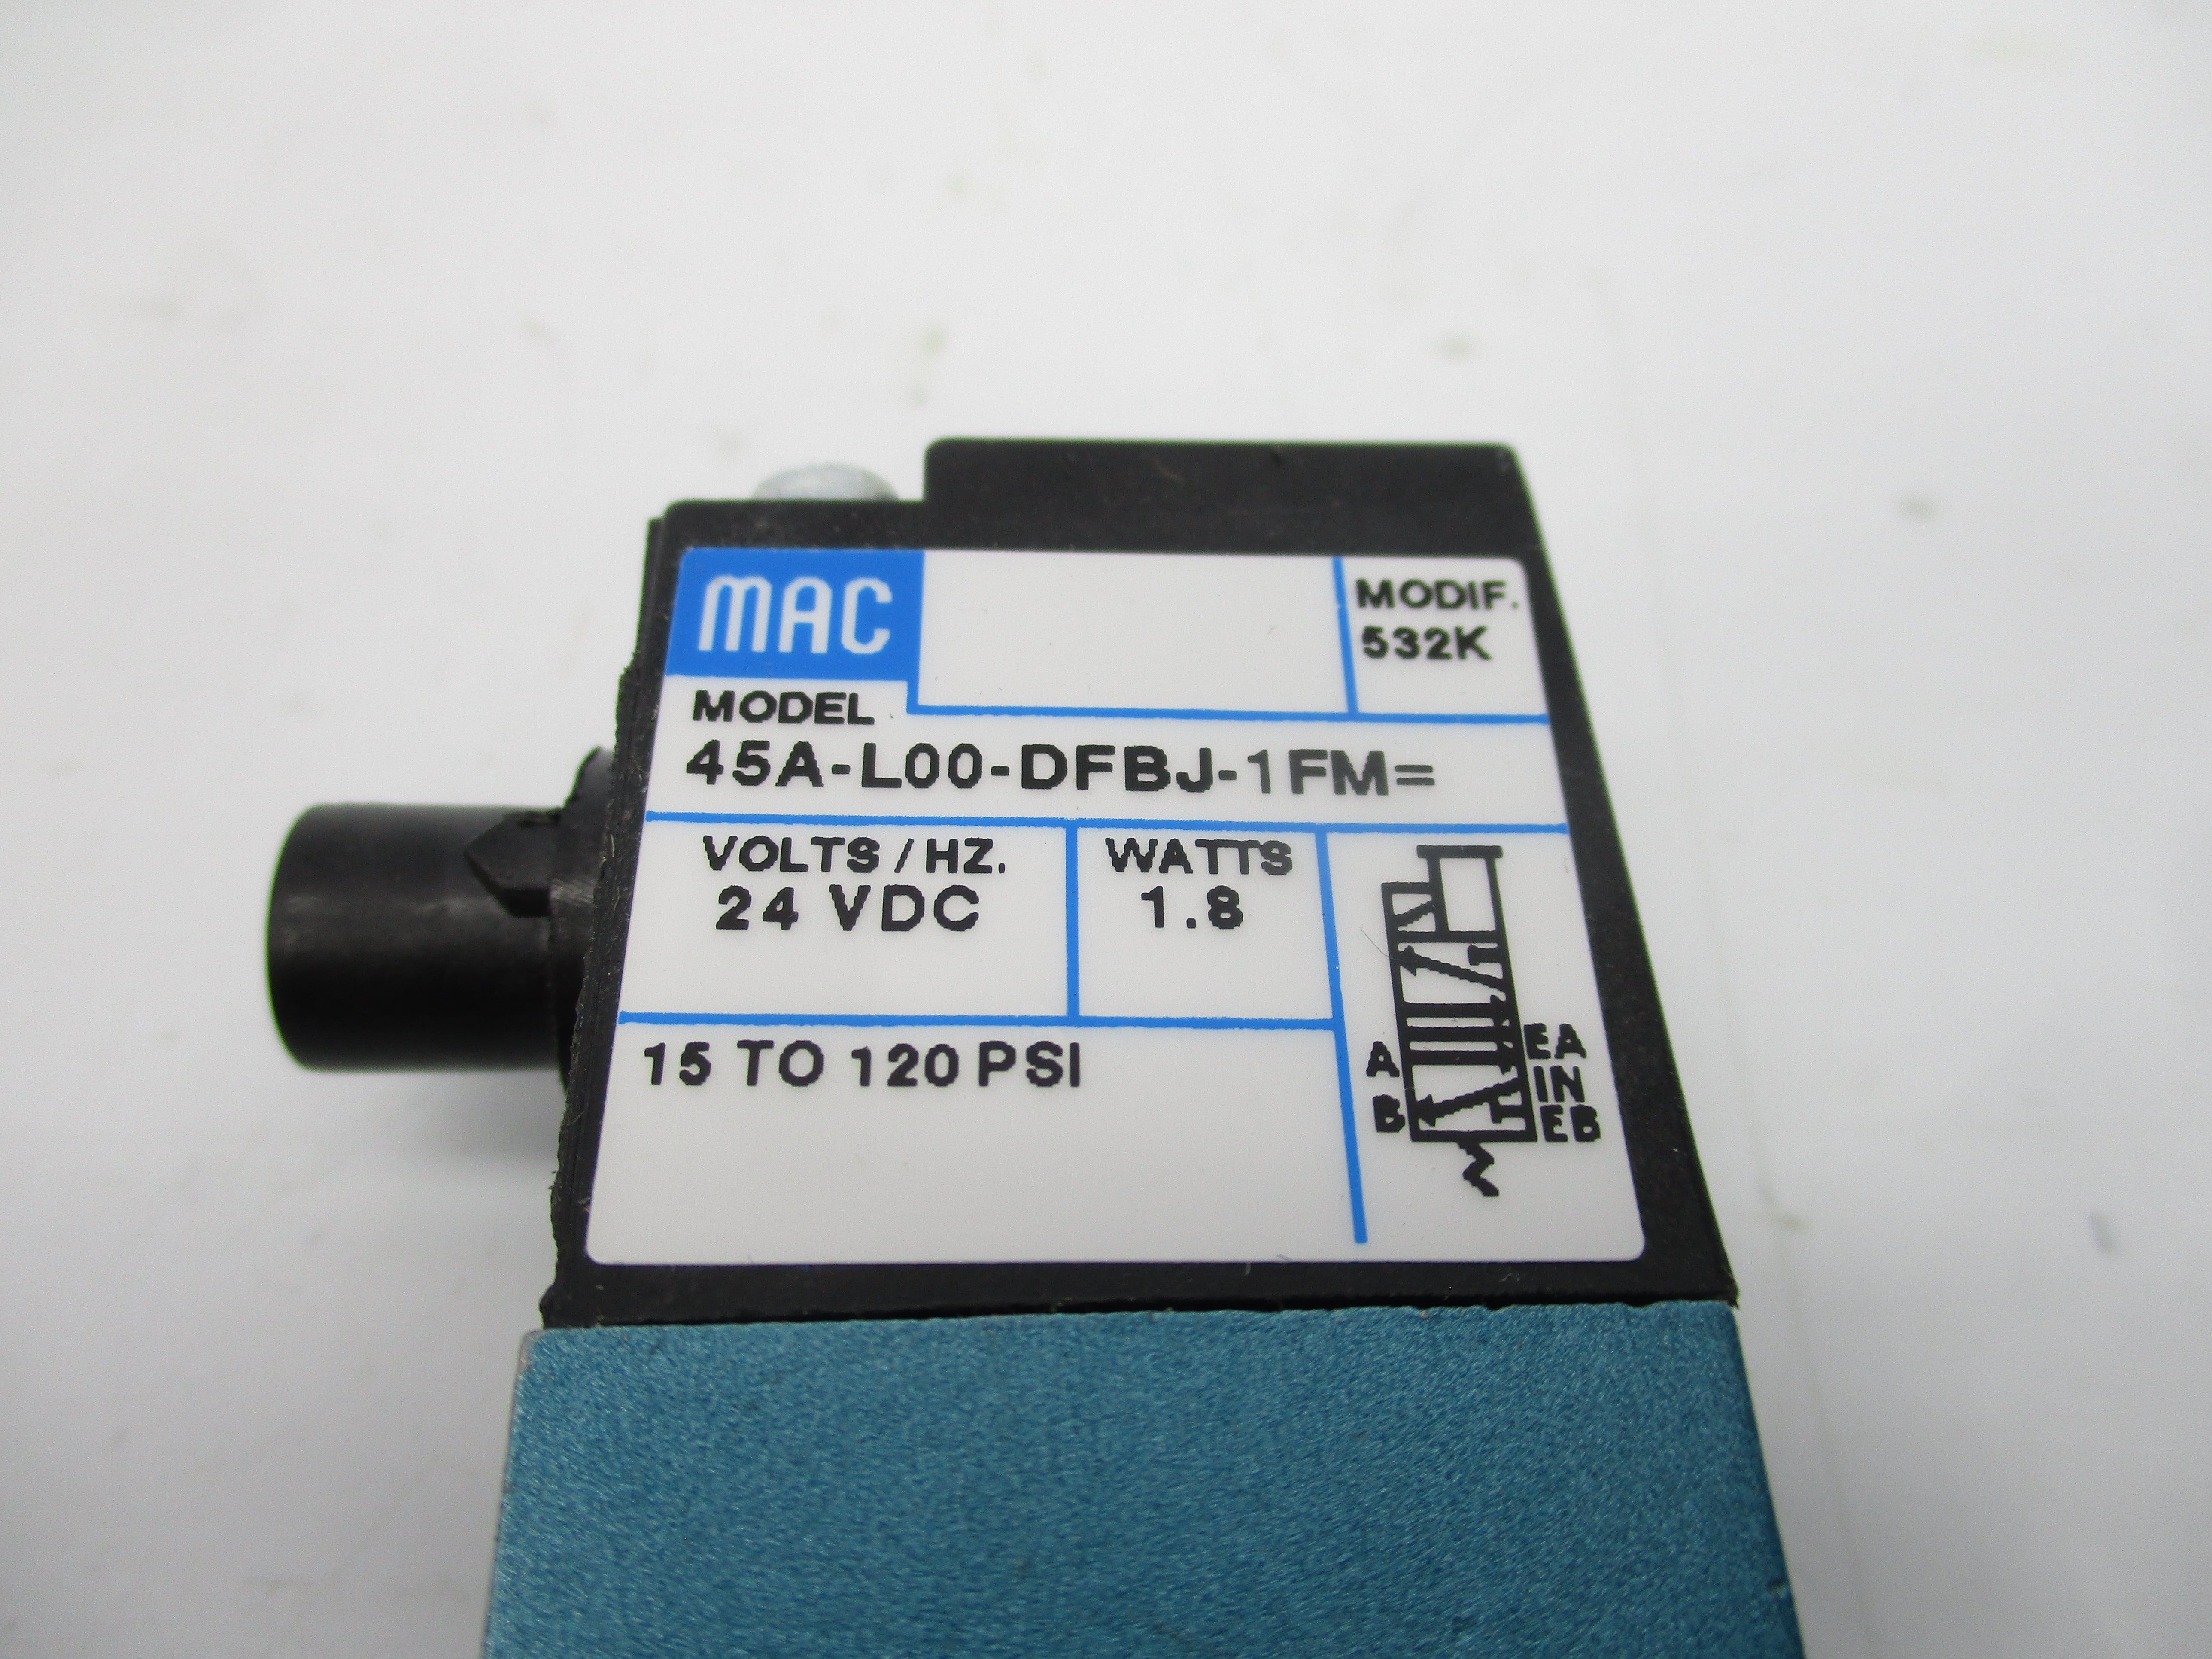 MAC
MODIF.
532K
MODEL
45A-L00-DFBJ-1FM=
VOLTS/HZ.
24 VDC
WATTS
1.8
15 TO 120 PSI
A
B
EA
IN
EB